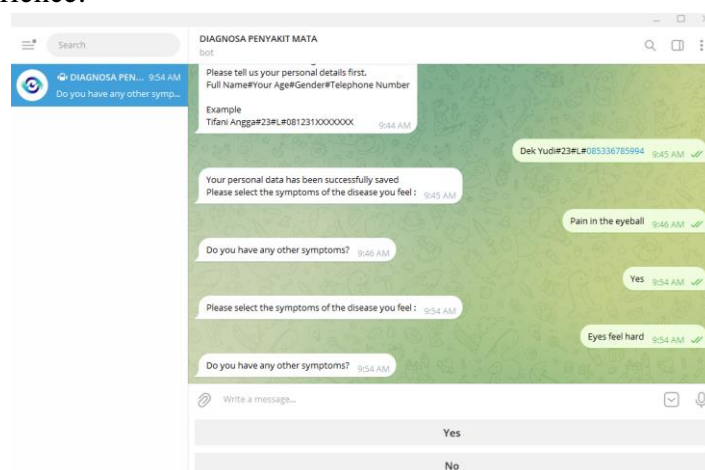 Search
DIAGNOSA PENYAKIT MATA
bot
DIAGNOSA PEN... 9:54 AM
Do you have any other symp...
Please tell us your personal details first.
Full Name#Your Age#Gender#Telephone Number
Example
Tifani Angga#23#L#081231XXXXXXX
9:44 AM
Dek Yudi#23#L#085336785994 9:45 AM
Your personal data has been successfully saved
Please select the symptoms of the disease you feel : 9:45 AM
Pain in the eyeball 9:46 AM
Do you have any other symptoms? 9:46 AM
Yes 9:54 AM
Please select the symptoms of the disease you feel : 9:54 AM
Eyes feel hard 9:54 AM
Do you have any other symptoms? 9:54 AM
Write a message...
Yes
No